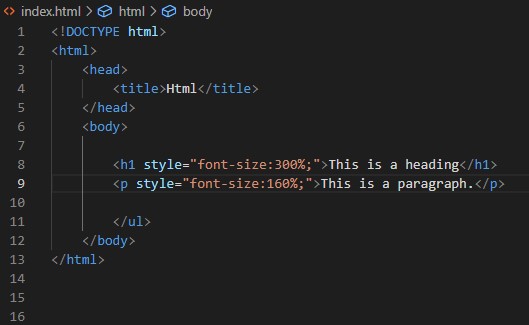 index.html > html > body
1 <!DOCTYPE html>
2 <html>
3     <head>
4         <title>Html</title>
5     </head>
6     <body>
7
8         <h1 style="font-size:300%;">This is a heading</h1>
9         <p style="font-size:160%;">This is a paragraph.</p>
10
11         </ul>
12     </body>
13 </html>
14
15
16